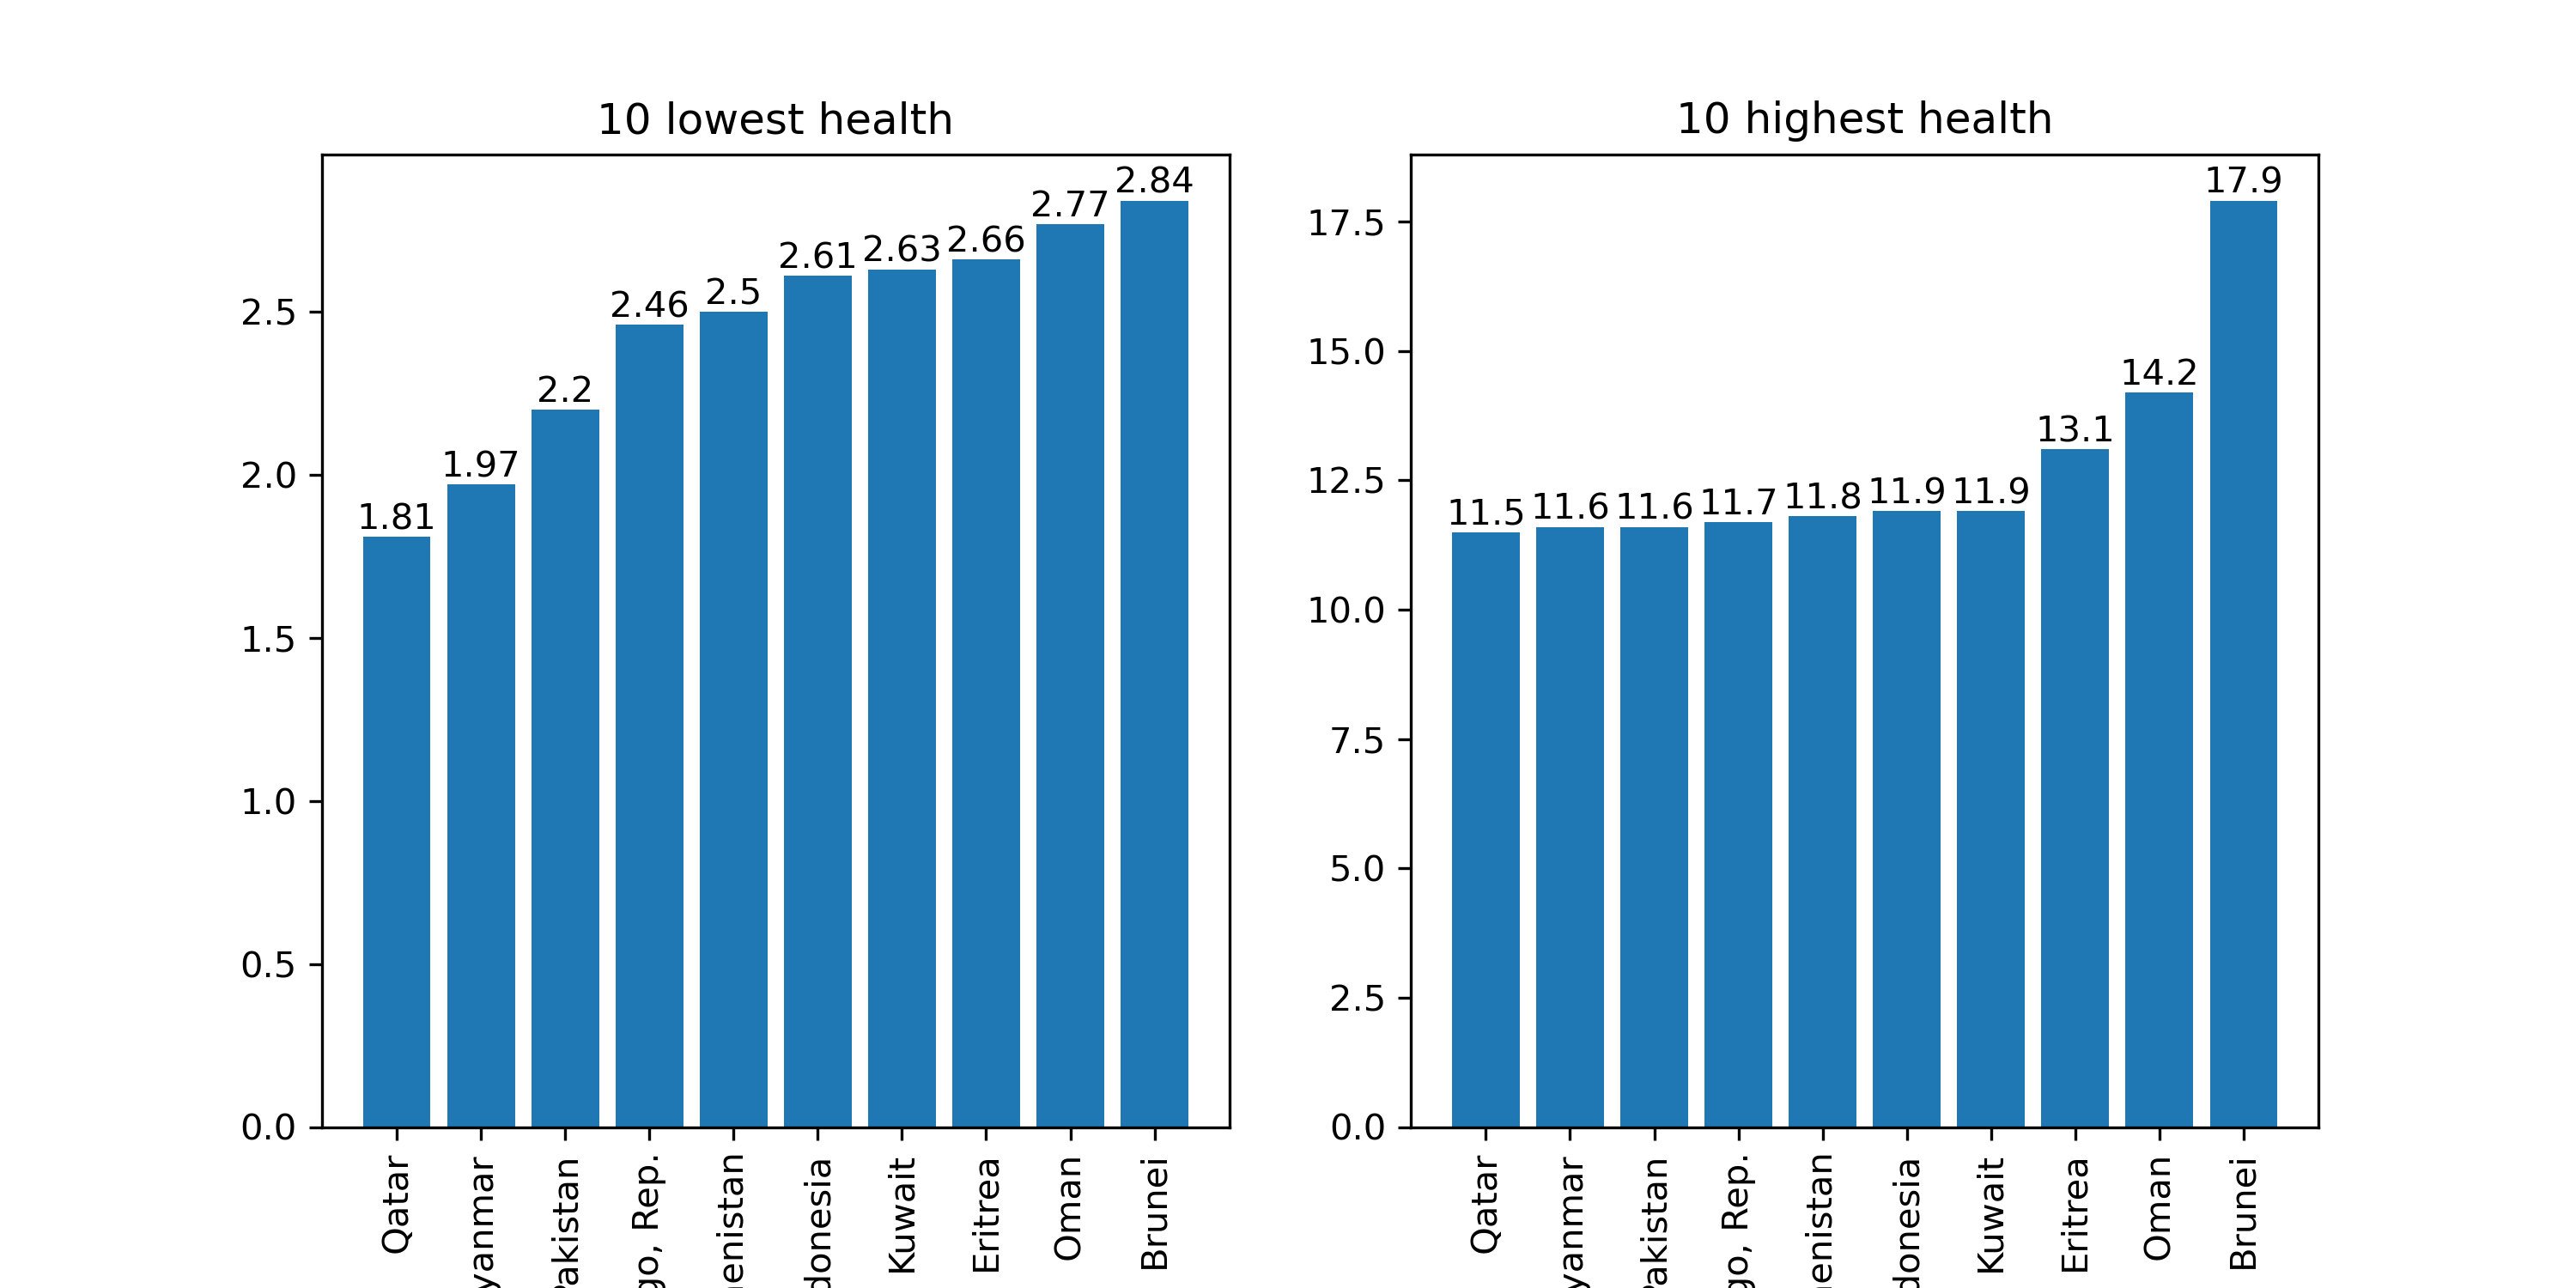 10 lowest health
2.5
2.0
1.5
1.0
0.5
0.0
1.81
1.97
2.2
2.46
2.5
2.61
2.63
2.66
2.77
2.84
Qatar
yanmar
akistan
go, Rep.
enistan
donesia
Kuwait
Eritrea
Oman
Brunei
10 highest health
17.5
15.0
12.5
10.0
7.5
5.0
2.5
0.0
11.5
11.6
11.6
11.7
11.8
11.9
11.9
13.1
14.2
17.9
Qatar
yanmar
akistan
go, Rep.
enistan
donesia
Kuwait
Eritrea
Oman
Brunei